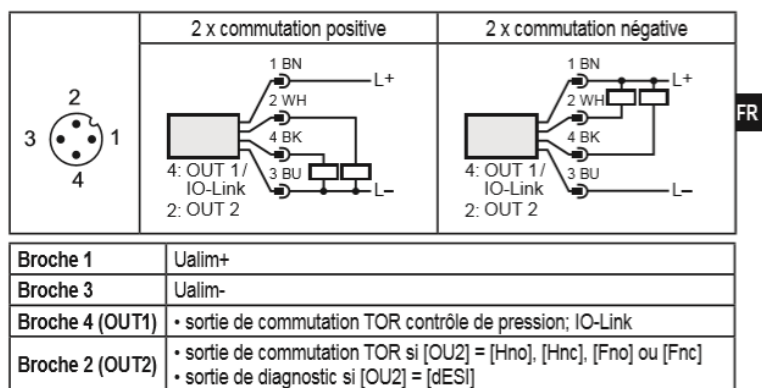 2 x commutation positive
2 x commutation négative
2
3
1
4
1 BN
L+
2 WH
4 BK
3 BU
L–
4: OUT 1/
IO-Link
2: OUT 2
1 BN
L+
2 WH
4 BK
3 BU
L–
4: OUT 1/
IO-Link
2: OUT 2
FR
Broche 1 Ualim+
Broche 3 Ualim-
Broche 4 (OUT1) • sortie de commutation TOR contrôle de pression; IO-Link
Broche 2 (OUT2) • sortie de commutation TOR si [OU2] = [Hno], [Hnc], [Fno] ou [Fnc]
• sortie de diagnostic si [OU2] = [dESI]